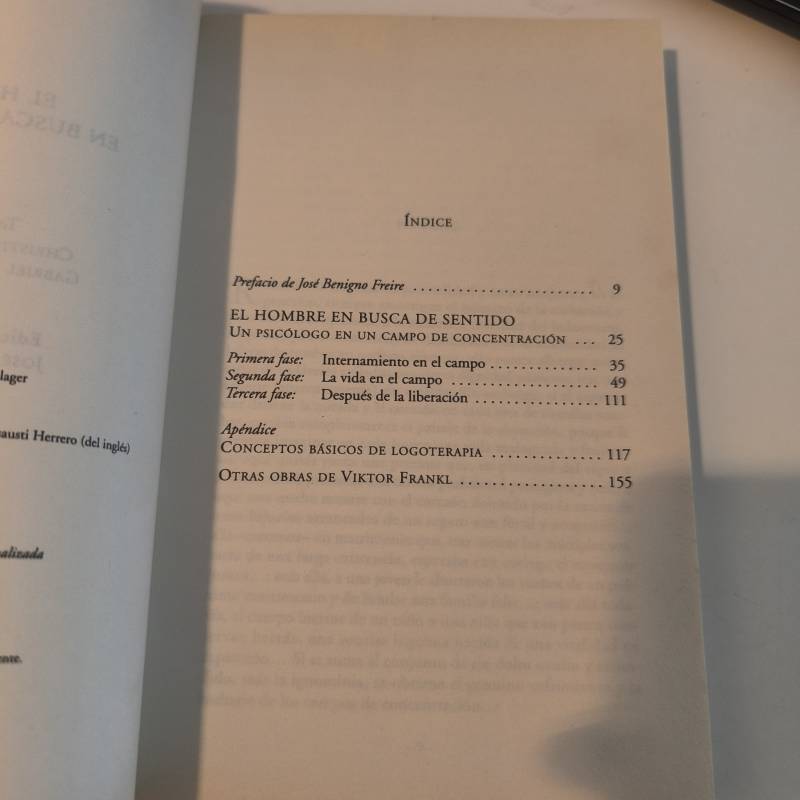 lager
austi Herrero (del inglés)
alizada
ente.
ÍNDICE
Prefacio de José Benigno Freire ........................ 9
EL HOMBRE EN BUSCA DE SENTIDO
UN PSICÓLOGO EN UN CAMPO DE CONCENTRACIÓN ... 25
Primera fase: Internamiento en el campo ............... 35
Segunda fase: La vida en el campo .................... 49
Tercera fase: Después de la liberación ................. 111
Apéndice
CONCEPTOS BÁSICOS DE LOGOTERAPIA .............. 117
OTRAS OBRAS DE VIKTOR FRANKL ................... 155